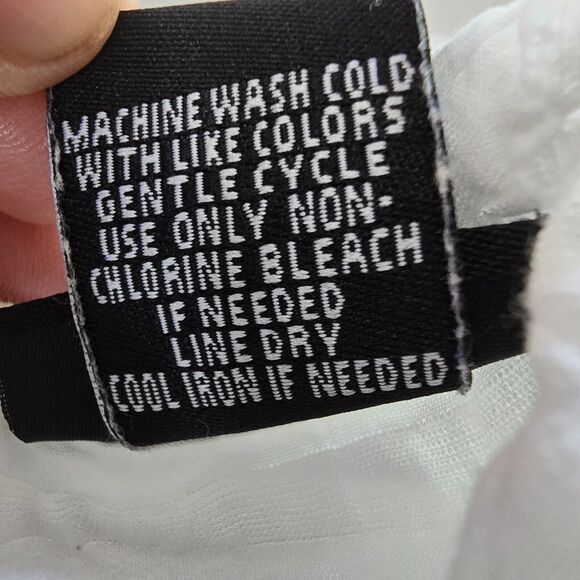 MACHINE WASH COLD
WITH LIKE COLORS
GENTLE CYCLE
USE ONLY NON-
CHLORINE BLEACH
IF NEEDED
LINE DRY
COOL IRON IF NEEDED